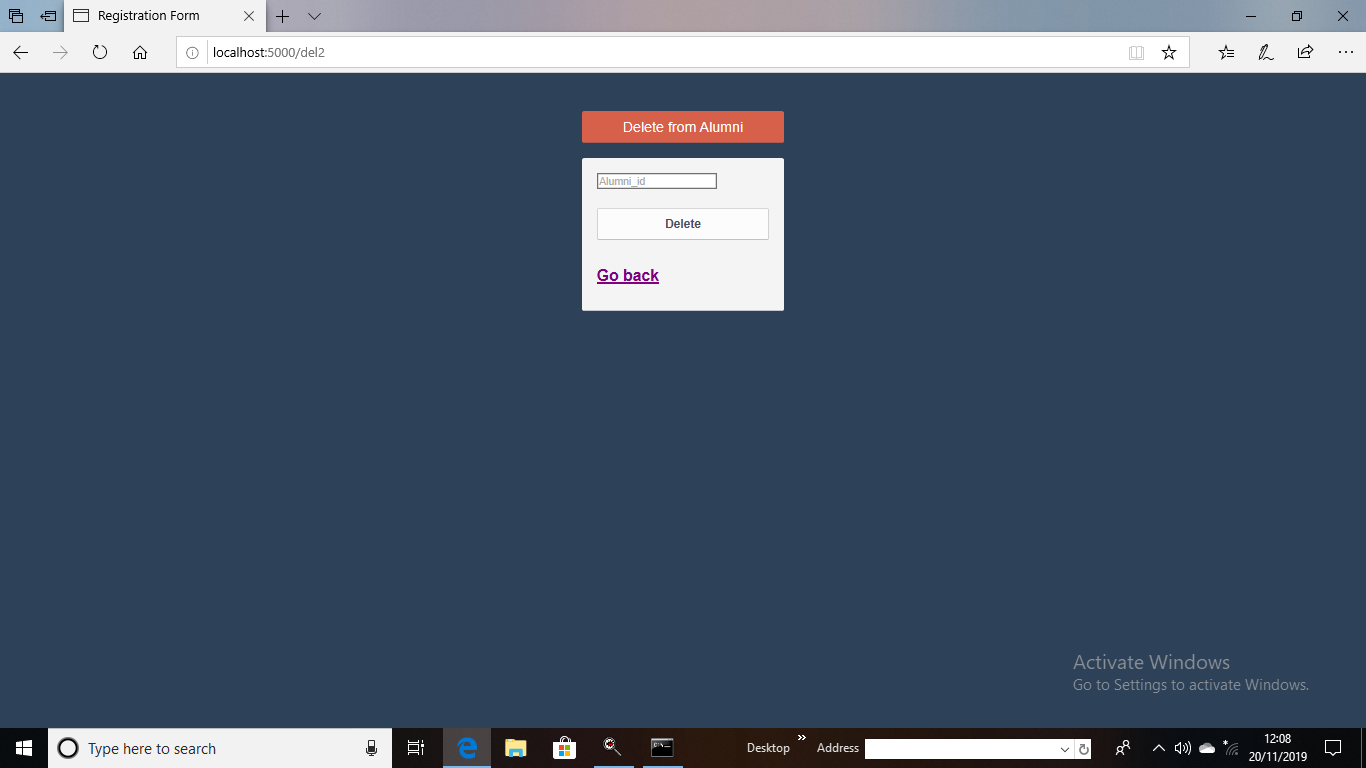 Registration Form
localhost:5000/del2
Delete from Alumni
Alumni_id
Delete
Go back
Activate Windows
Go to Settings to activate Windows.
Type here to search
Desktop
Address
12:08
20/11/2019